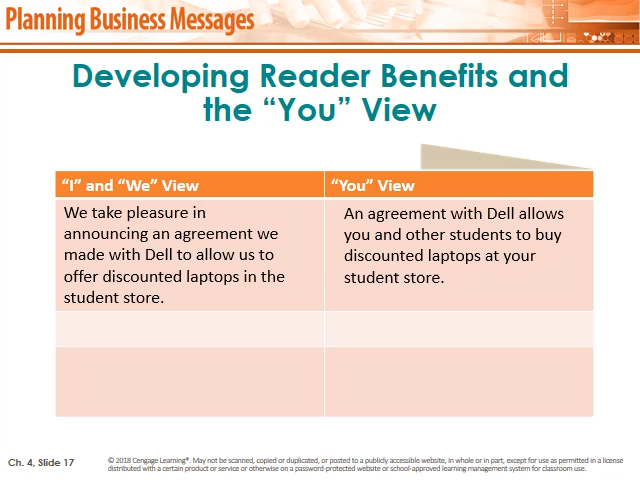 Planning Business Messages
Developing Reader Benefits and
the “You” View
“I” and “We” View
“You” View
We take pleasure in
announcing an agreement we
made with Dell to allow us to
offer discounted laptops in the
student store.
An agreement with Dell allows
you and other students to buy
discounted laptops at your
student store.
Ch. 4, Slide 17
© 2018 Cengage Learning®. May not be scanned, copied or duplicated, or posted to a publicly accessible website, in whole or in part, except for use as permitted in a license
distributed with a certain product or service or otherwise on a password-protected website or school-approved learning management system for classroom use.